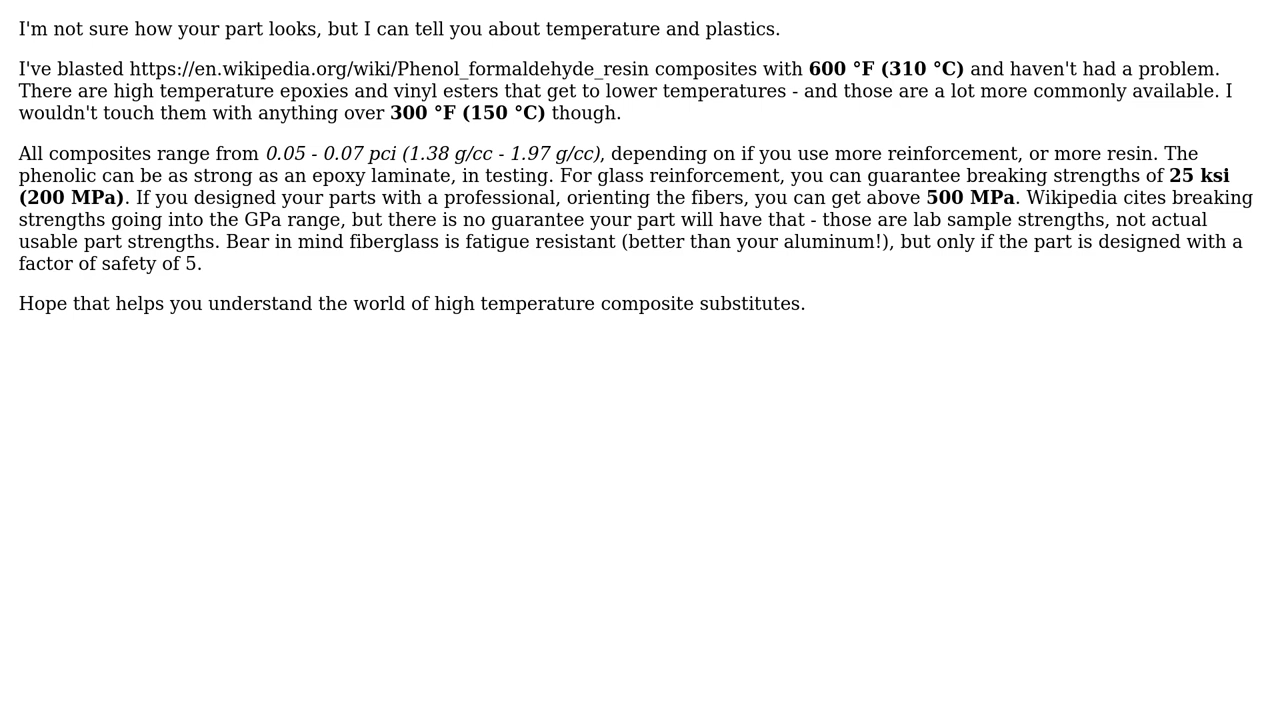 I'm not sure how your part looks, but I can tell you about temperature and plastics.
I've blasted https://en.wikipedia.org/wiki/Phenol_formaldehyde_resin composites with 600 °F (310 °C) and haven't had a problem.
There are high temperature epoxies and vinyl esters that get to lower temperatures - and those are a lot more commonly available. I
wouldn't touch them with anything over 300 °F (150 °C) though.
All composites range from 0.05 - 0.07 pci (1.38 g/cc - 1.97 g/cc), depending on if you use more reinforcement, or more resin. The
phenolic can be as strong as an epoxy laminate, in testing. For glass reinforcement, you can guarantee breaking strengths of 25 ksi
(200 MPa). If you designed your parts with a professional, orienting the fibers, you can get above 500 MPa. Wikipedia cites breaking
strengths going into the GPa range, but there is no guarantee your part will have that - those are lab sample strengths, not actual
usable part strengths. Bear in mind fiberglass is fatigue resistant (better than your aluminum!), but only if the part is designed with a
factor of safety of 5.
Hope that helps you understand the world of high temperature composite substitutes.